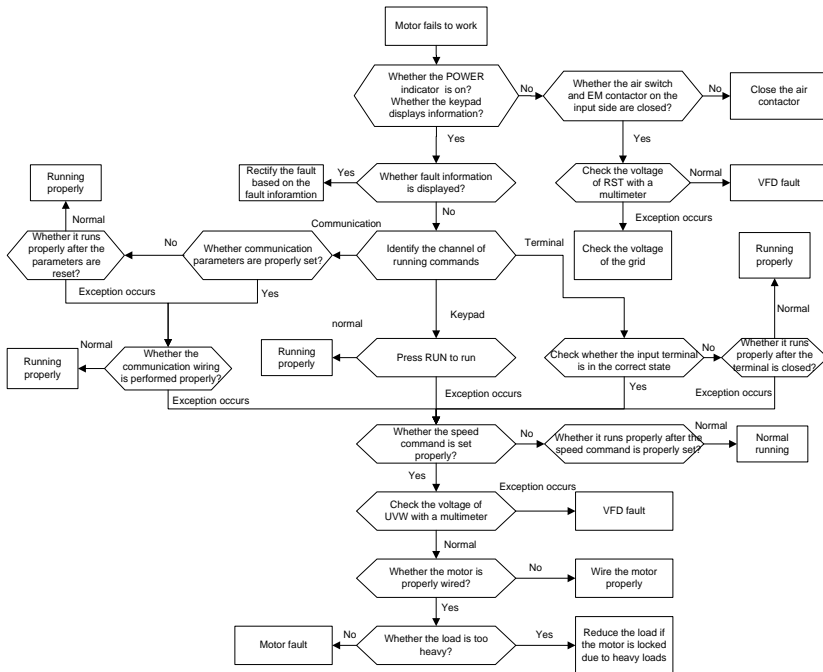 Motor fails to work
Whether the POWER
indicator is on?
Whether the keypad
displays information?
No
Whether the air switch
and EM contactor on the
input side are closed?
No
Close the air
contactor
Yes
Yes
Rectify the fault
based on the
fault inforamtion
Yes
Whether fault information
is displayed?
Check the voltage
of RST with a
multimeter
Normal
VFD fault
Running
properly
Normal
No
Exception occurs
Communication
Whether it runs
properly after the
parameters are
reset?
No
Whether communication
parameters are properly set?
Identify the channel of
running commands
Terminal
Check the voltage
of the grid
Running
properly
Exception occurs
Yes
Keypad
Normal
Running
properly
Normal
Whether the
communication wiring
is performed properly?
normal
Running
properly
Press RUN to run
Check whether the input terminal
is in the correct state
No
Whether it runs
properly after the
terminal is closed?
Exception occurs
Exception occurs
Yes
Exception occurs
Whether the speed
command is set
properly?
No
Whether it runs properly after the
speed command is properly set?
Normal
Normal
running
Yes
Exception occurs
Check the voltage of
UVW with a multimeter
VFD fault
Normal
Whether the motor is
properly wired?
No
Wire the motor
properly
Yes
Motor fault
No
Whether the load is too
heavy?
Yes
Reduce the load if
the motor is locked
due to heavy loads